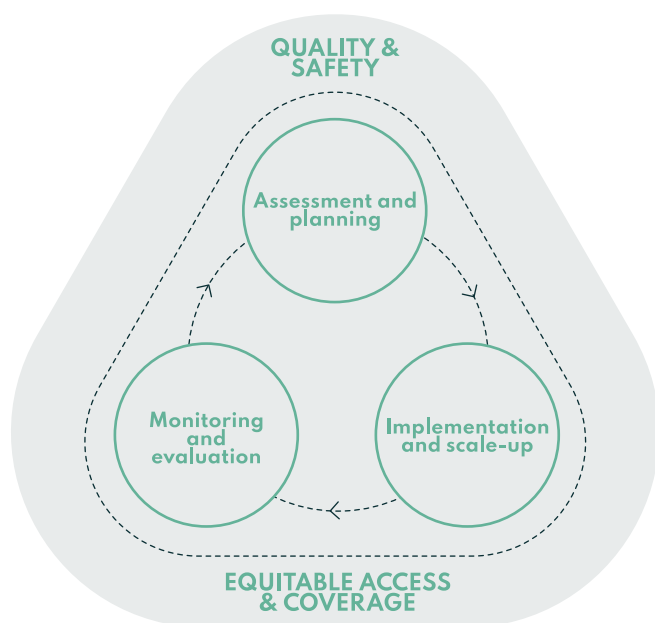 QUALITY &
SAFETY
Assessment and
planning
Monitoring
and
evaluation
Implementation
and scale-up
EQUITABLE ACCESS
& COVERAGE